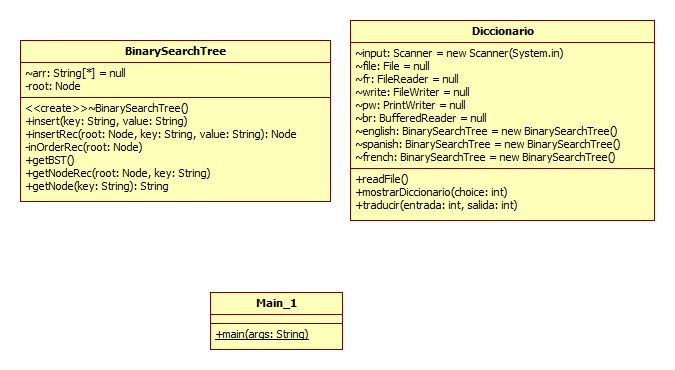 BinarySearchTree
~arr: String[*] = null
-root: Node
<<create>>~BinarySearchTree()
+insert(key: String, value: String)
+insertRec(root: Node, key: String, value: String): Node
-inOrderRec(root: Node)
+getBST()
+getNodeRec(root: Node, key: String)
+getNode(key: String): String
Diccionario
~input: Scanner = new Scanner(System.in)
~file: File = null
~fr: FileReader = null
~write: FileWriter = null
~pw: PrintWriter = null
~br: BufferedReader = null
~english: BinarySearchTree = new BinarySearchTree()
~spanish: BinarySearchTree = new BinarySearchTree()
~french: BinarySearchTree = new BinarySearchTree()
+readFile()
+mostrarDiccionario(choice: int)
+traducir(entrada: int, salida: int)
Main_1
+main(args: String)